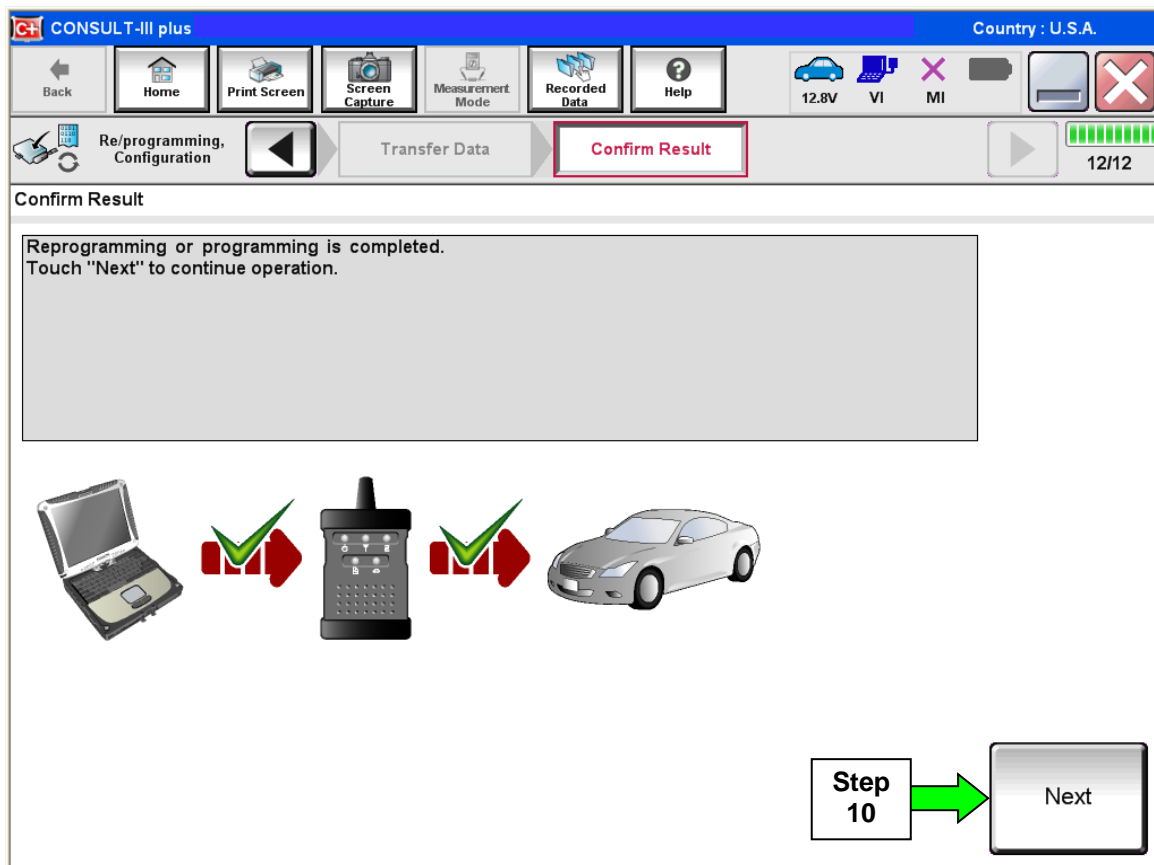 C+ CONSULT-III plus Country : U.S.A.
Back
Home
Print Screen
Screen
Capture
Measurement
Mode
Recorded
Data
Help
12.8V
VI
MI
Re/programming,
Configuration
Transfer Data
Confirm Result
12/12
Confirm Result
Reprogramming or programming is completed.
Touch "Next" to continue operation.
Step
10
Next